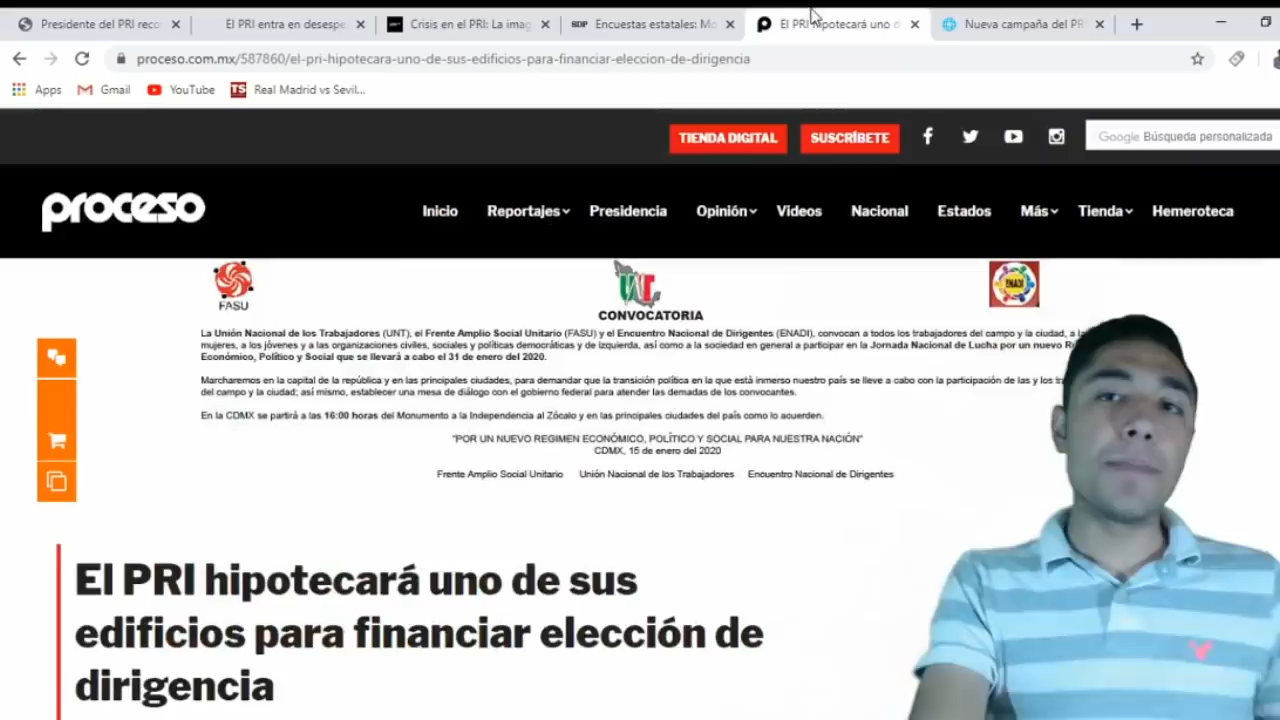 Presidente del PRI reco
El PRI entra en desespe
Crisis en el PRI: La imag
SDP Encuestas estatales: Mo
El PRI hipotecará uno d
Nueva campaña del PR
proceso.com.mx/587860/el-pri-hipotecara-uno-de-sus-edificios-para-financiar-eleccion-de-dirigencia
Apps Gmail YouTube TS Real Madrid vs Sevil...
TIENDA DIGITAL SUSCRÍBETE Google Búsqueda personalizada
proceso Inicio Reportajes Presidencia Opinión Videos Nacional Estados Más Tienda Hemeroteca
FASU UNT ENADI
CONVOCATORIA
La Unión Nacional de los Trabajadores (UNT), el Frente Amplio Social Unitario (FASU) y el Encuentro Nacional de Dirigentes (ENADI), convocan a todos los trabajadores del campo y la ciudad, a la
mujeres, a los jóvenes y a las organizaciones civiles, sociales y políticas democráticas y de izquierda, así como a la sociedad en general a participar en la Jornada Nacional de Lucha por un nuevo
Económico, Político y Social que se llevará a cabo el 31 de enero del 2020.
Marcharemos en la capital de la república y en las principales ciudades, para demandar que la transición política en la que está inmerso nuestro país se lleve a cabo con la participación de las y los
del campo y la ciudad; así mismo, establecer una mesa de diálogo con el gobierno federal para atender las demadas de los convocantes.
En la CDMX se partirá a las 16:00 horas del Monumento a la Independencia al Zócalo y en las principales ciudades del país como lo acuerden.
"POR UN NUEVO REGIMEN ECONÓMICO, POLÍTICO Y SOCIAL PARA NUESTRA NACIÓN"
CDMX, 15 de enero del 2020
Frente Amplio Social Unitario Unión Nacional de los Trabajadores Encuentro Nacional de Dirigentes
El PRI hipotecará uno de sus
edificios para financiar elección de
dirigencia